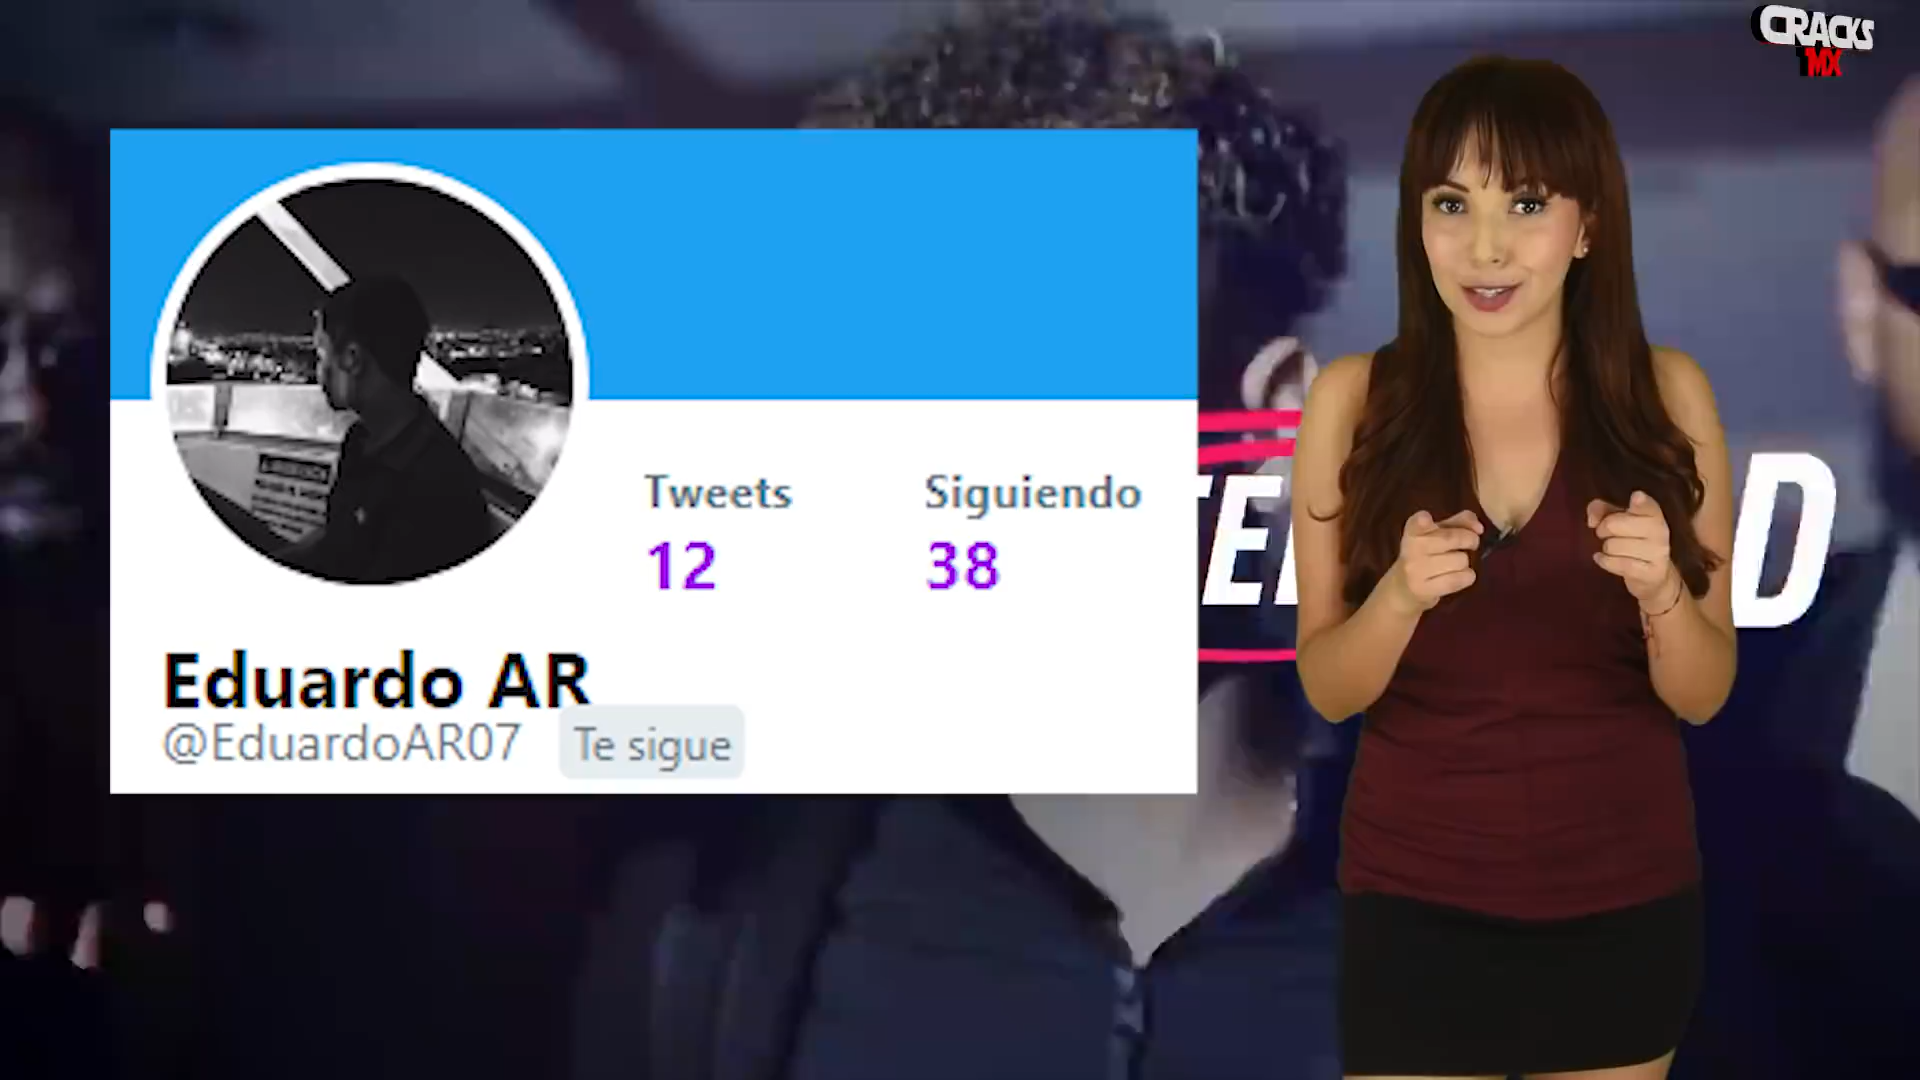 CRACKS
MX
Tweets
Siguiendo
12
38
Eduardo AR
@EduardoAR07
Te sigue